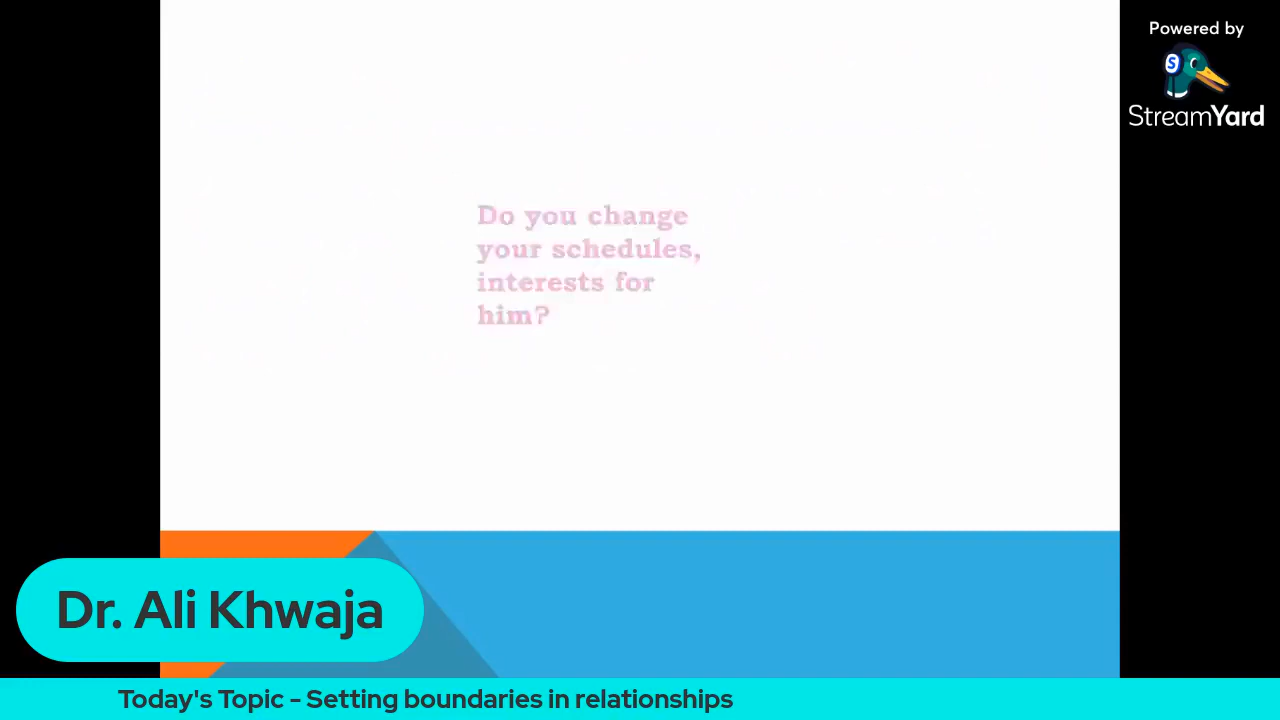 Powered by
S
StreamYard
Do you change
your schedules,
interests for
him?
Dr. Ali Khwaja
Today's Topic - Setting boundaries in relationships